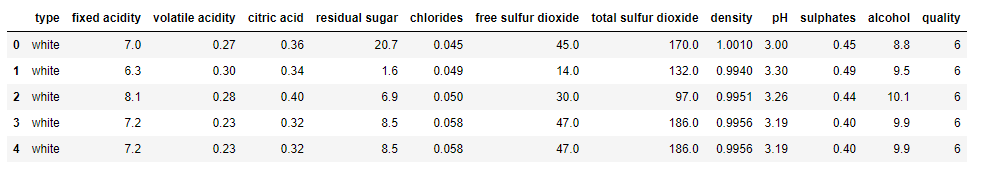 type fixed acidity volatile acidity citric acid residual sugar chlorides free sulfur dioxide total sulfur dioxide density pH sulphates alcohol quality
0 white 7.0 0.27 0.36 20.7 0.045 45.0 170.0 1.0010 3.00 0.45 8.8 6
1 white 6.3 0.30 0.34 1.6 0.049 14.0 132.0 0.9940 3.30 0.49 9.5 6
2 white 8.1 0.28 0.40 6.9 0.050 30.0 97.0 0.9951 3.26 0.44 10.1 6
3 white 7.2 0.23 0.32 8.5 0.058 47.0 186.0 0.9956 3.19 0.40 9.9 6
4 white 7.2 0.23 0.32 8.5 0.058 47.0 186.0 0.9956 3.19 0.40 9.9 6